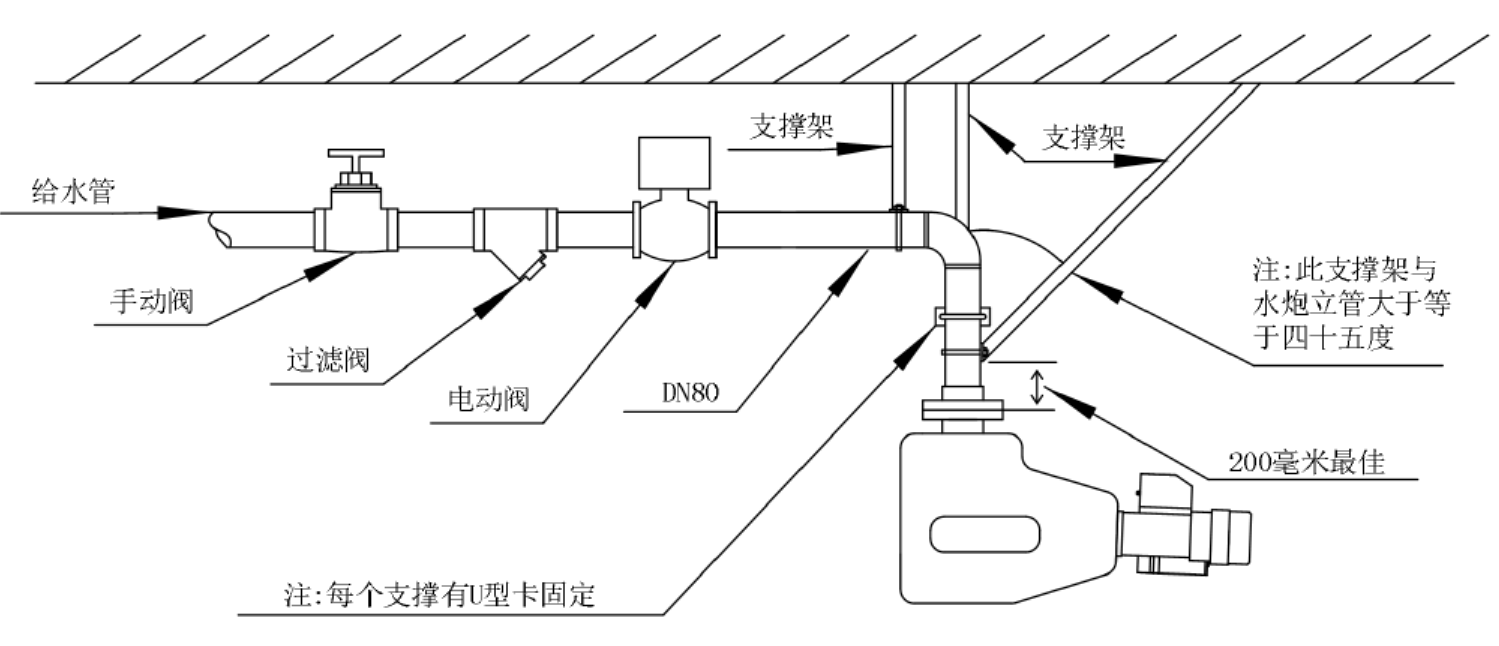 支撑架
支撑架
给水管
注:此支撑架与
水炮立管大于等
于四十五度
手动阀
过滤阀
电动阀
DN80
200毫米最佳
注:每个支撑有U型卡固定